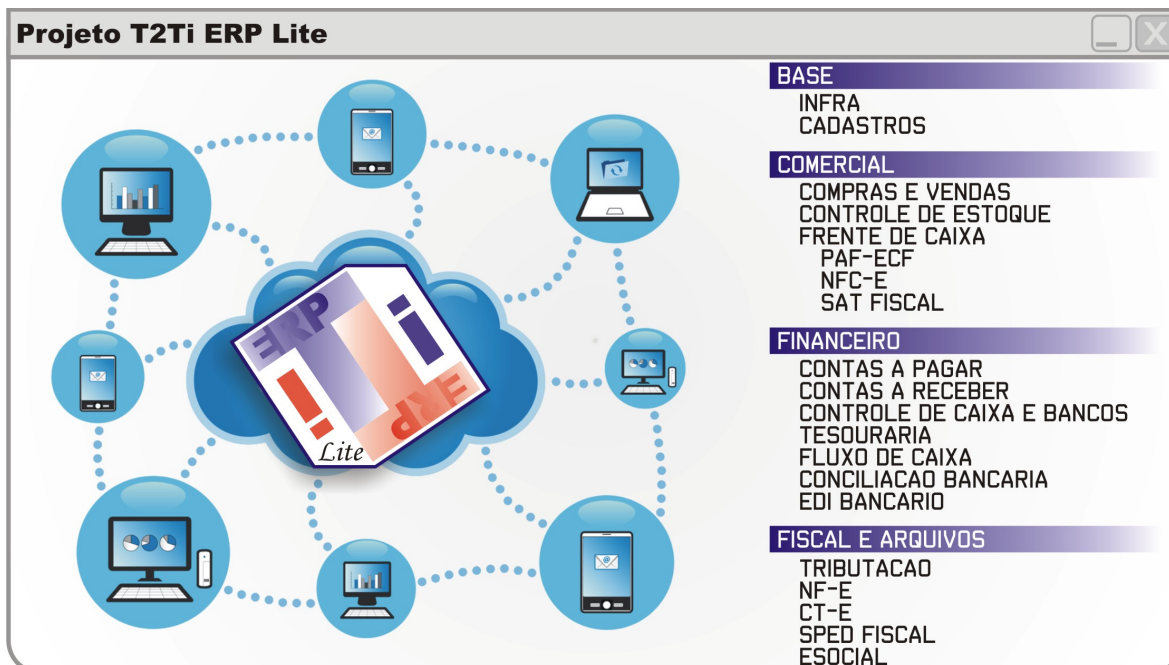 Projeto T2Ti ERP Lite
BASE
INFRA
CADASTROS
COMERCIAL
COMPRAS E VENDAS
CONTROLE DE ESTOQUE
FRENTE DE CAIXA
PAF-ECF
NFC-E
SAT FISCAL
FINANCEIRO
CONTAS A PAGAR
CONTAS A RECEBER
CONTROLE DE CAIXA E BANCOS
TESOURARIA
FLUXO DE CAIXA
CONCILIACAO BANCARIA
EDI BANCARIO
FISCAL E ARQUIVOS
TRIBUTACAO
NF-E
CT-E
SPED FISCAL
ESOCIAL
ERP
TTi
ERP
Lite